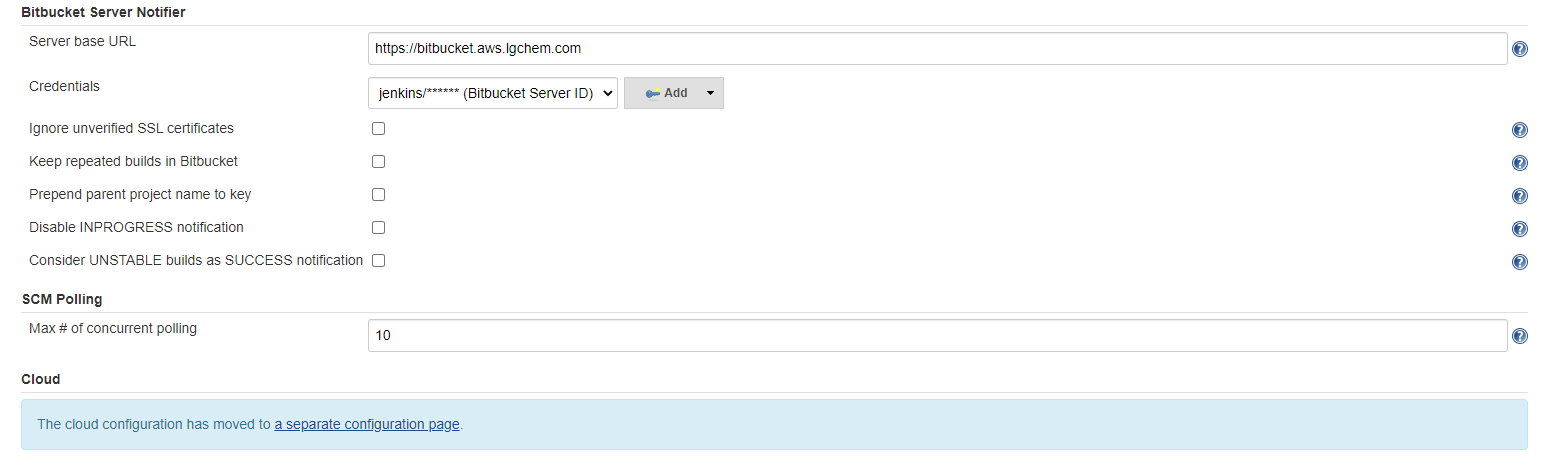 Bitbucket Server Notifier
Server base URL
https://bitbucket.aws.lgchem.com
Credentials
jenkins/****** (Bitbucket Server ID)
Add
Ignore unverified SSL certificates
Keep repeated builds in Bitbucket
Prepend parent project name to key
Disable INPROGRESS notification
Consider UNSTABLE builds as SUCCESS notification
SCM Polling
Max # of concurrent polling
10
Cloud
The cloud configuration has moved to a separate configuration page.